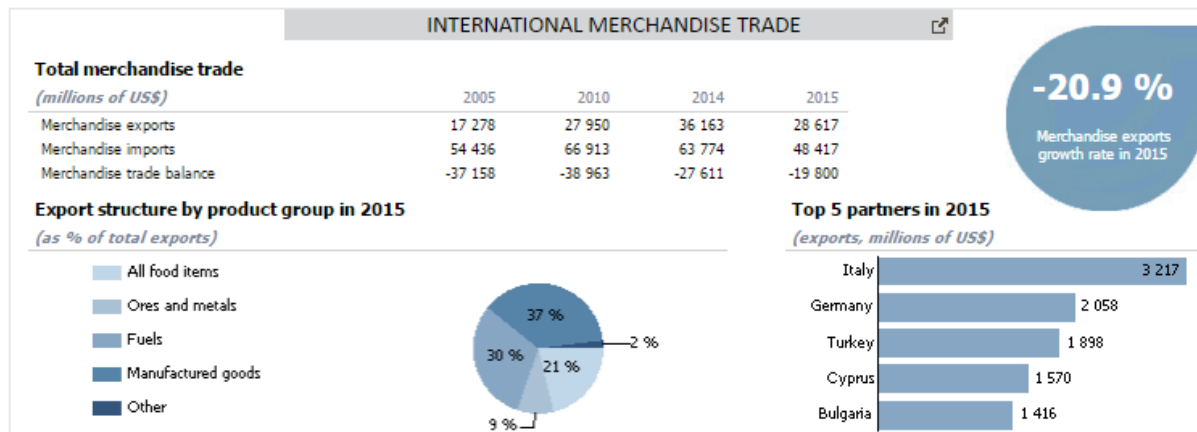 INTERNATIONAL MERCHANDISE TRADE
-20.9 %
Merchandise exports
growth rate in 2015
Total merchandise trade
(millions of US$) 2005 2010 2014 2015
Merchandise exports 17 278 27 950 36 163 28 617
Merchandise imports 54 436 66 913 63 774 48 417
Merchandise trade balance -37 158 -38 963 -27 611 -19 800
Export structure by product group in 2015
(as % of total exports)
All food items
Ores and metals
Fuels
Manufactured goods
Other
37 %
2 %
30 %
21 %
9 %
Top 5 partners in 2015
(exports, millions of US$)
Italy 3 217
Germany 2 058
Turkey 1 898
Cyprus 1 570
Bulgaria 1 416